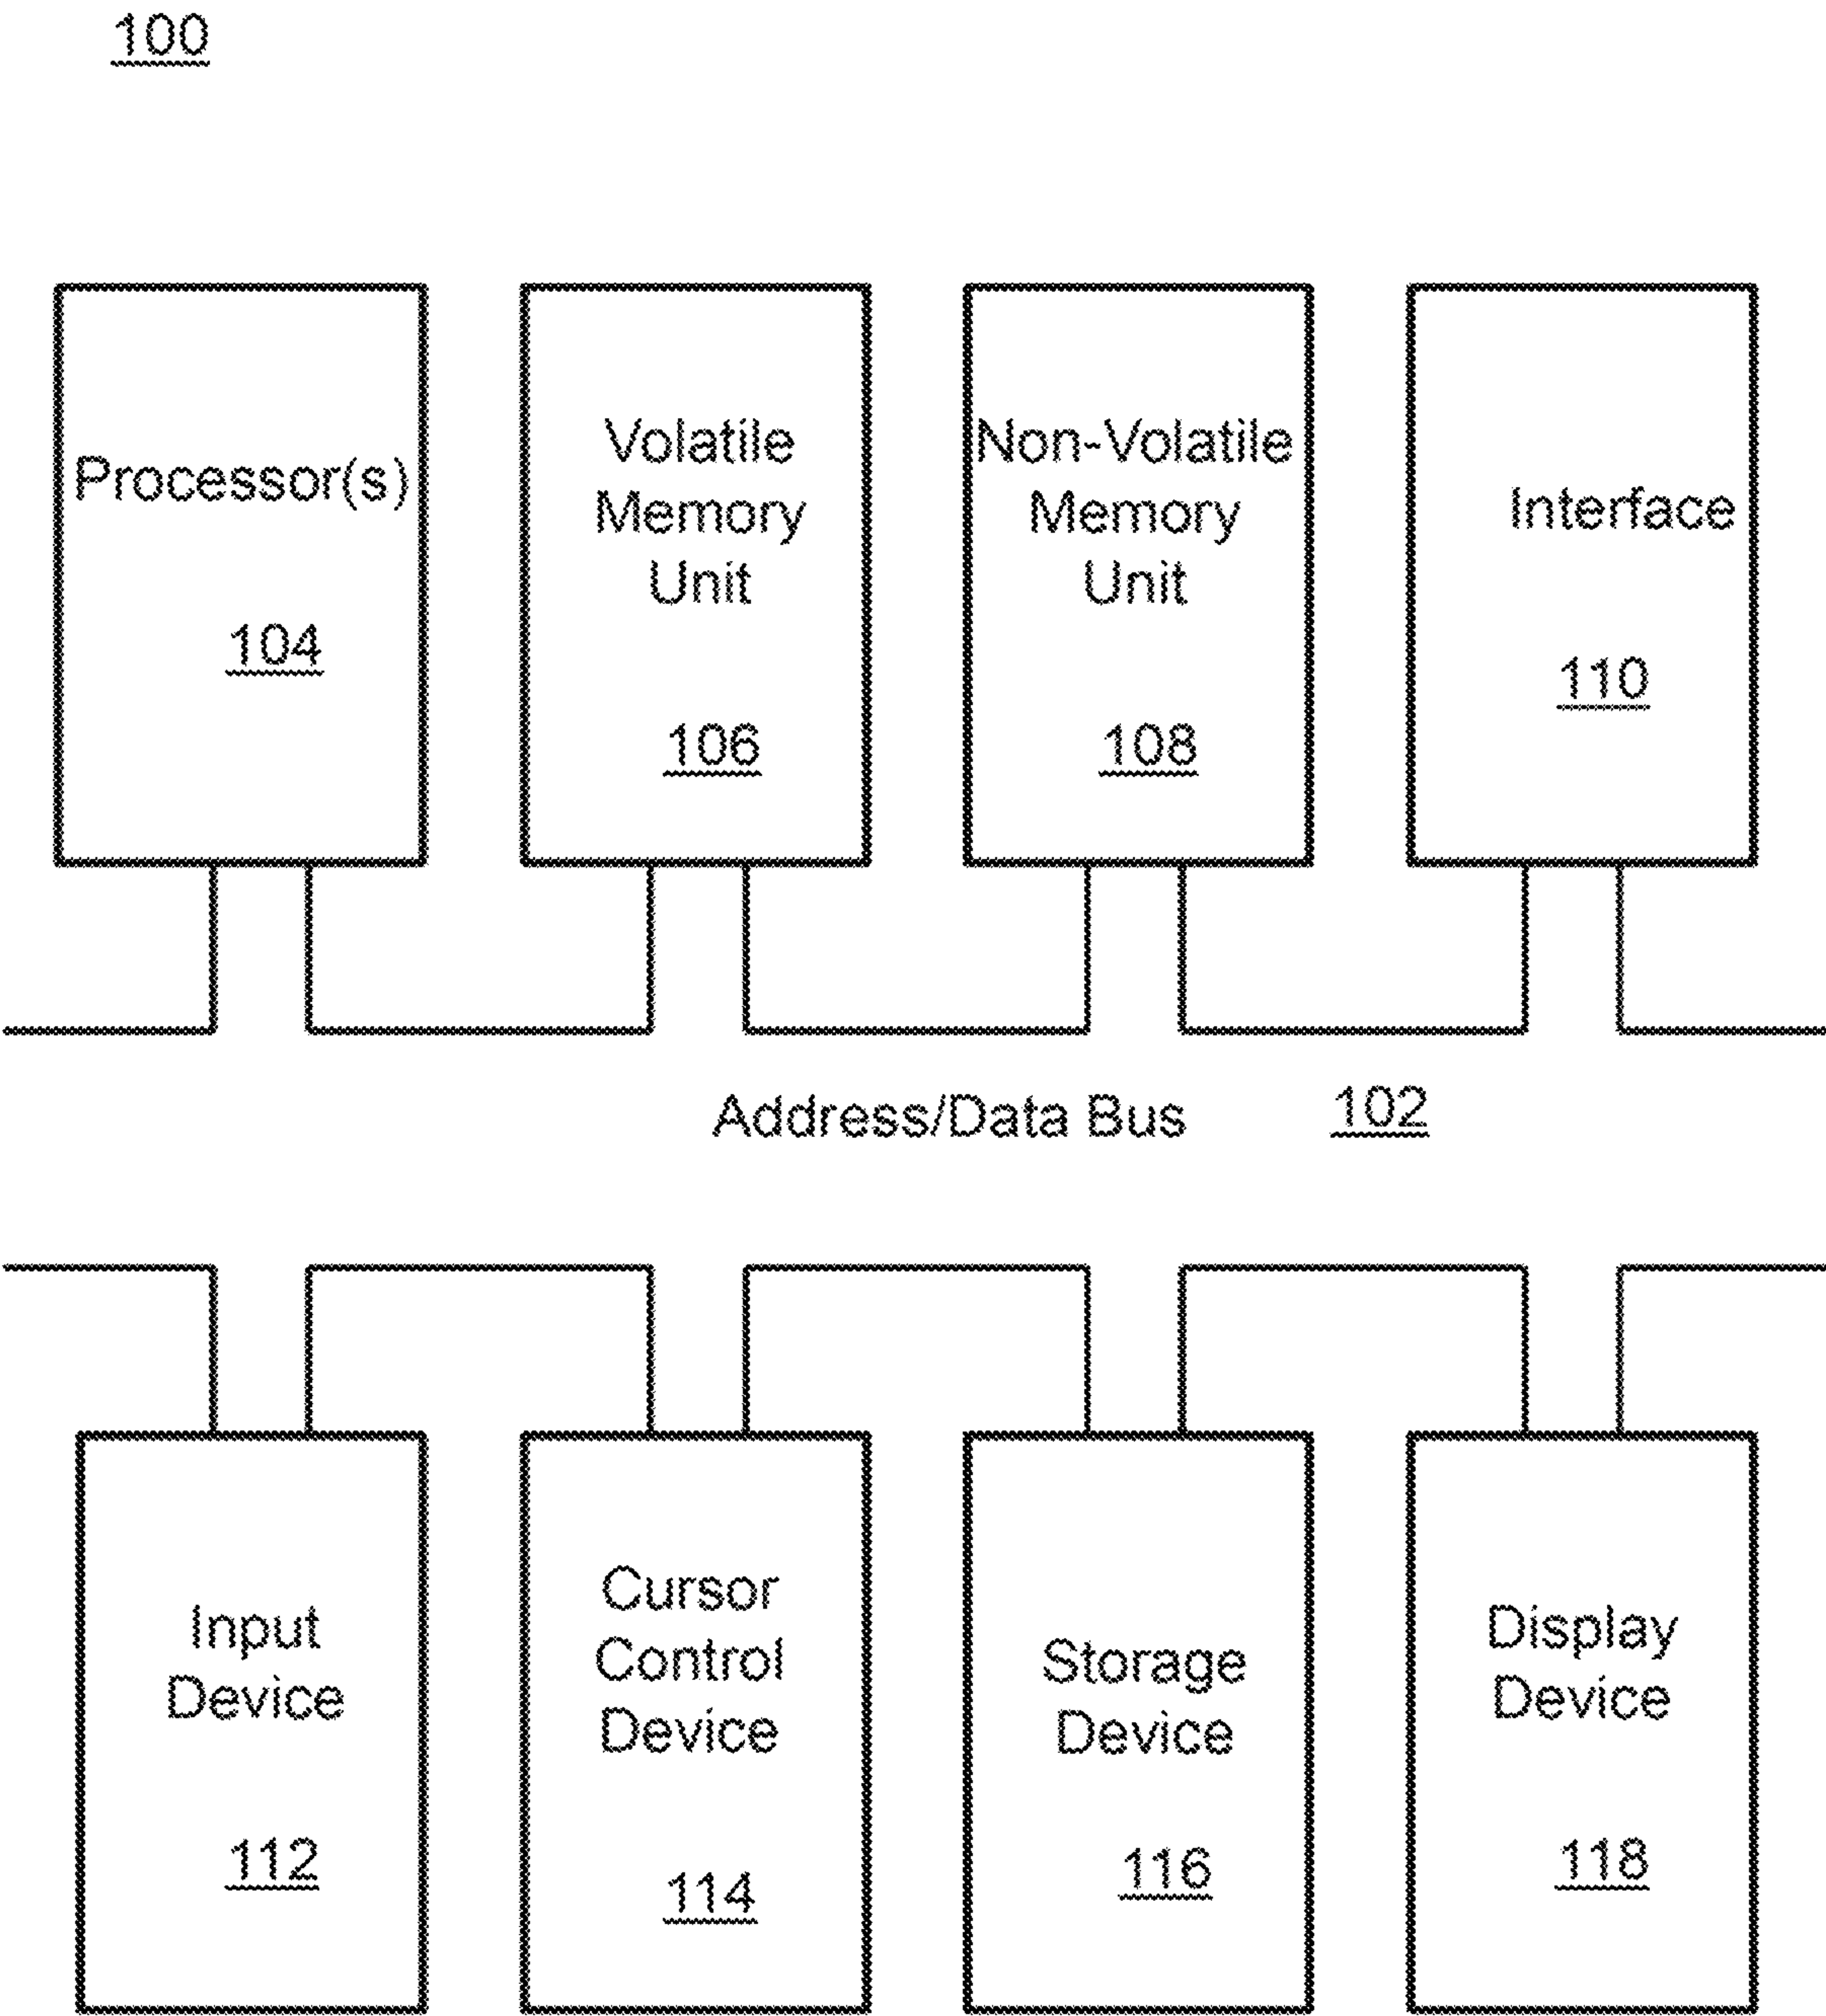 100
Processor(s)
104
Volatile
Memory
Unit
106
Non-Volatile
Memory
Unit
108
Interface
110
Address/Data Bus 102
Input
Device
112
Cursor
Control
Device
114
Storage
Device
116
Display
Device
118